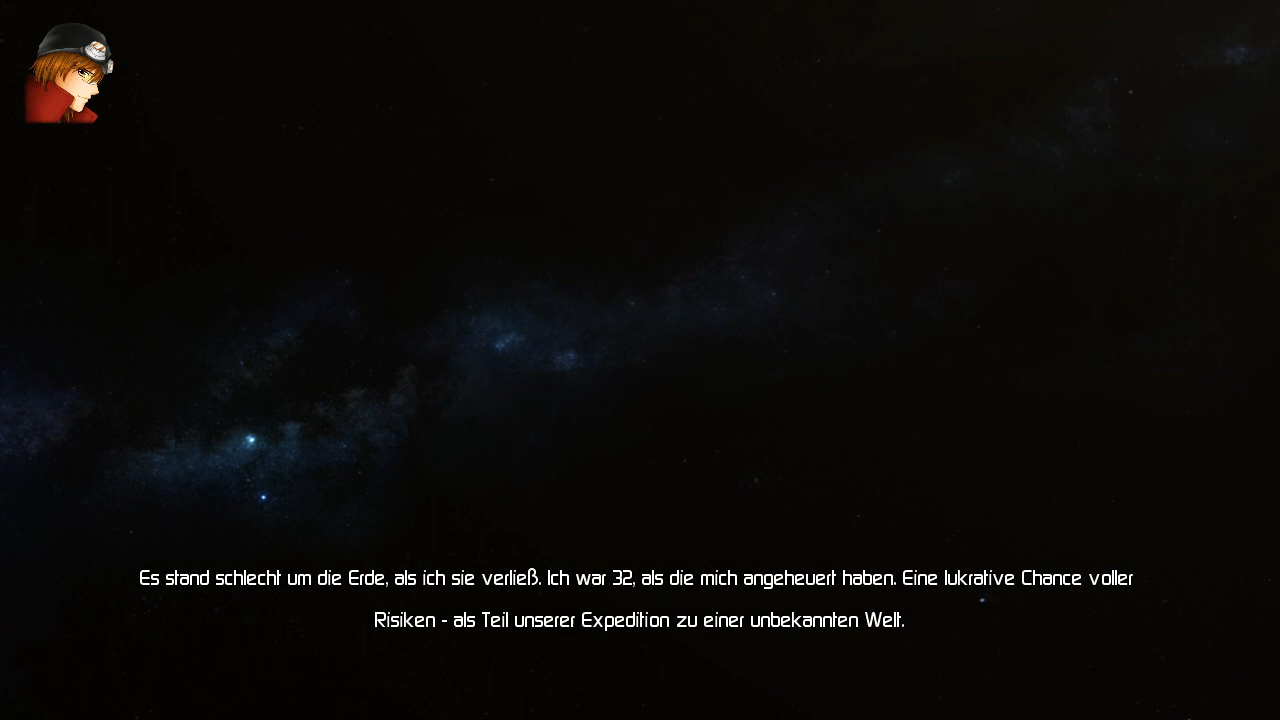 Es stand schlecht um die Erde, als ich sie verließ. Ich war 32, als die mich angeheuert haben. Eine lukrative Chance voller
Risiken - als Teil unserer Expedition zu einer unbekannten Welt.